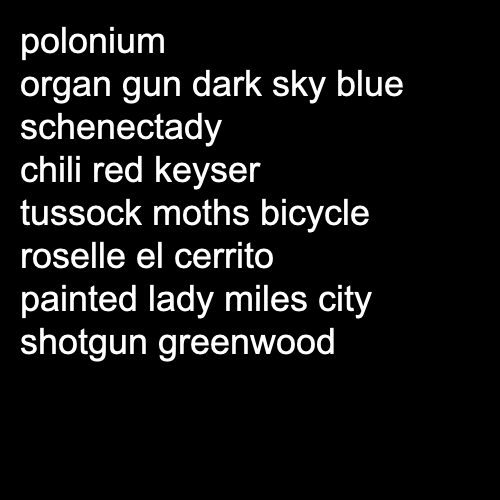 polonium
organ gun dark sky blue
schenectady
chili red keyser
tussock moths bicycle
roselle el cerrito
painted lady miles city
shotgun greenwood